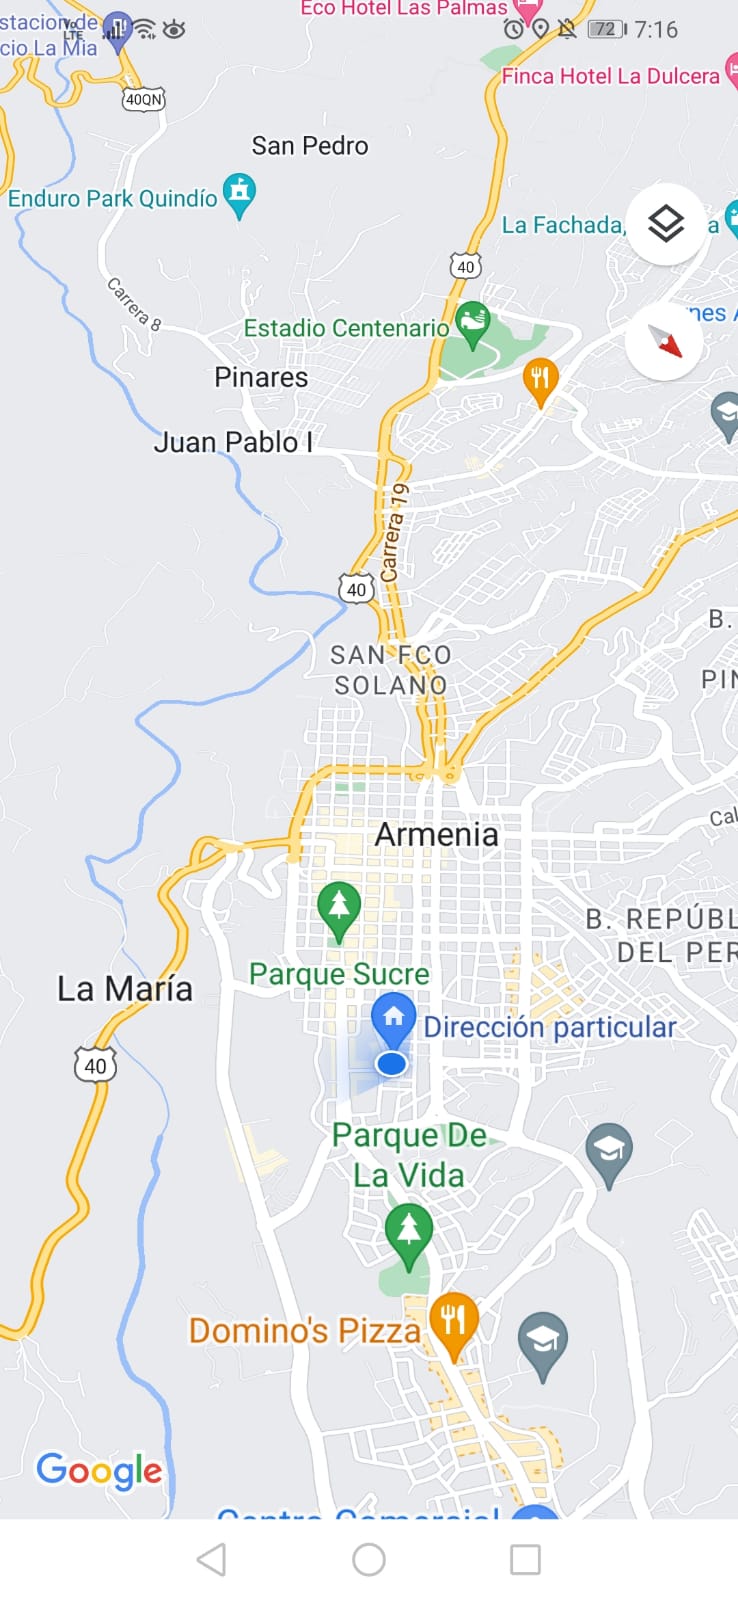 Eco Hotel Las Palmas
stacion de
cio La Mia
Vo
LTE
72
7:16
Finca Hotel La Dulcera
40QN
San Pedro
Enduro Park Quindío
La Fachada,
a
40
Carrera 8
Estadio Centenario
nes A
Pinares
Juan Pablo I
Carrera 19
40
B.
SAN FCO
SOLANO
PIN
Armenia
Cal
B. REPÚBL
DEL PER
Parque Sucre
La María
Dirección particular
40
Parque De
La Vida
Domino's Pizza
Google
Centro Comercial